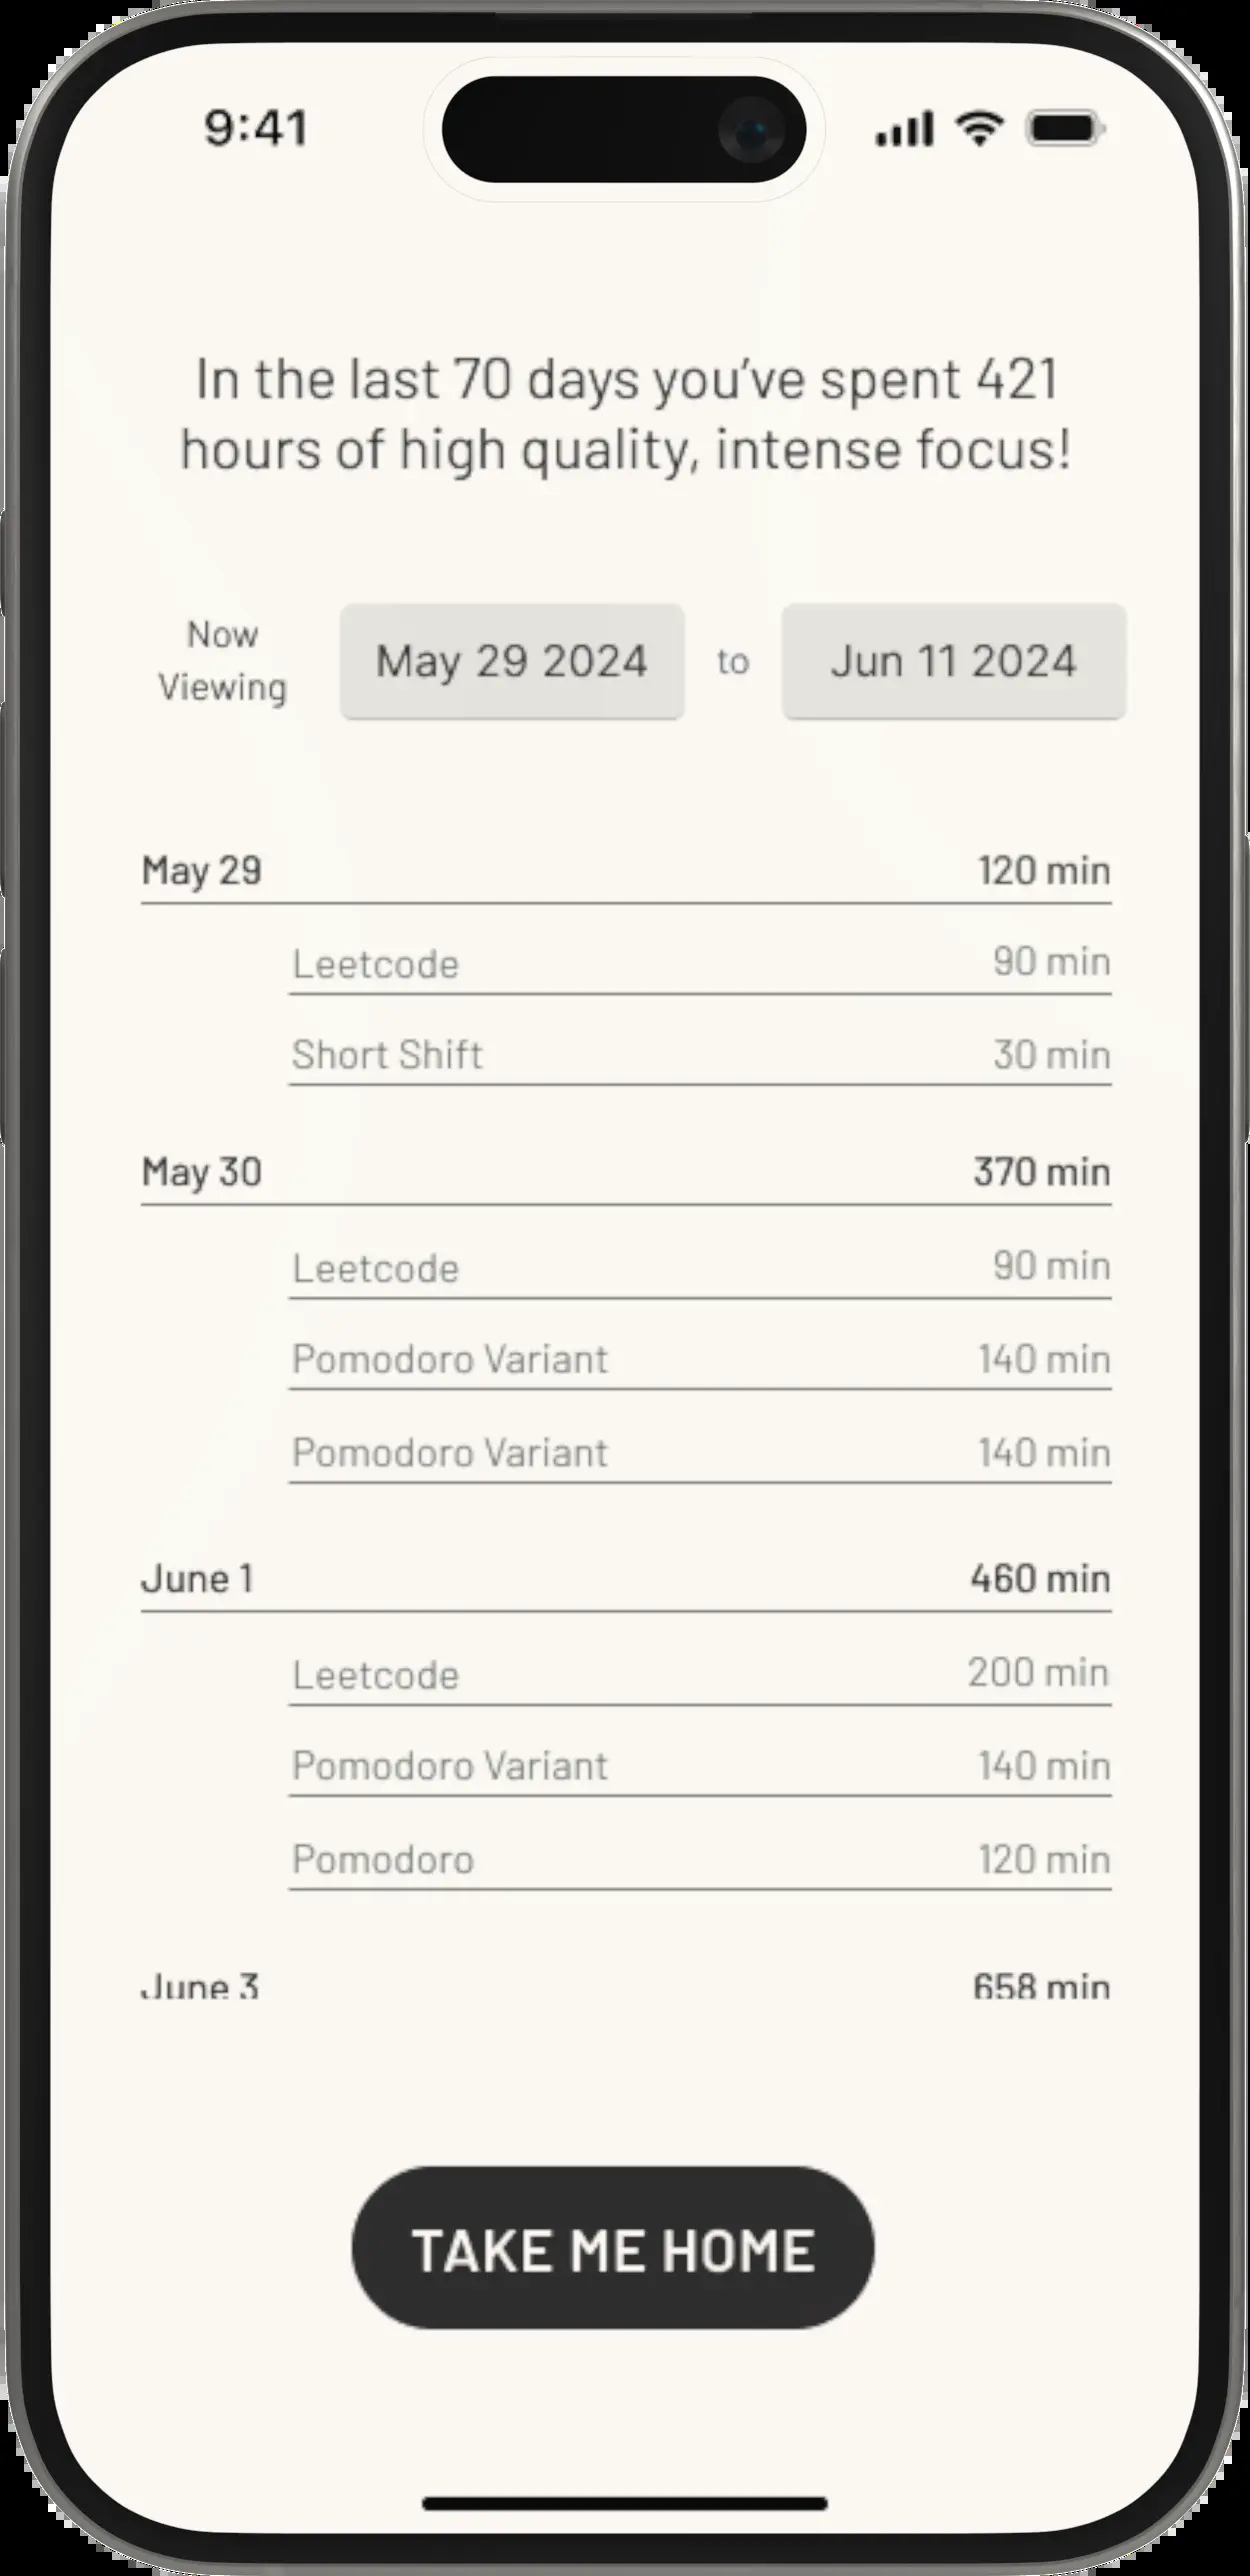 9:41
In the last 70 days you've spent 421
hours of high quality, intense focus!
Now
Viewing
May 29 2024 to Jun 11 2024
May 29 120 min
Leetcode 90 min
Short Shift 30 min
May 30 370 min
Leetcode 90 min
Pomodoro Variant 140 min
Pomodoro Variant 140 min
June 1 460 min
Leetcode 200 min
Pomodoro Variant 140 min
Pomodoro 120 min
June 3 658 min
TAKE ME HOME